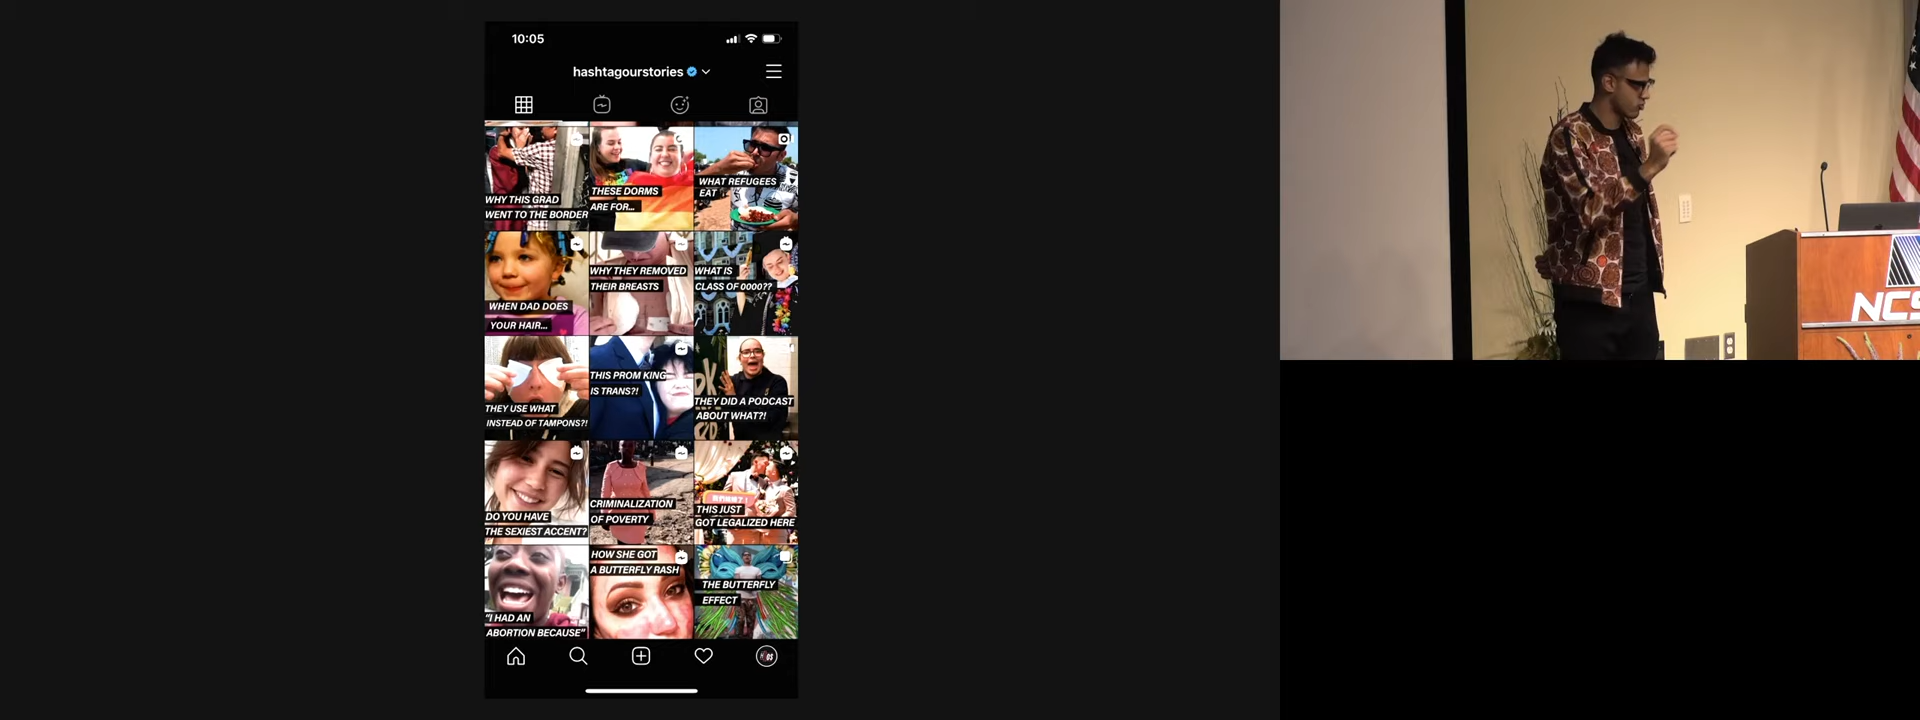 10:05
hashtagourstories
WHY THIS GRAD
WENT TO THE BORDER
THESE DORMS
ARE FOR...
WHAT REFUGEES
EAT
WHEN DAD DOES
YOUR HAIR...
WHY THEY REMOVED
THEIR BREASTS
WHAT IS
CLASS OF 0000??
THEY USE WHAT
INSTEAD OF TAMPONS?!
THIS PROM KING
IS TRANS?!
THEY DID A PODCAST
ABOUT WHAT?!
DO YOU HAVE
THE SEXIEST ACCENT?
CRIMINALIZATION
OF POVERTY
THIS JUST
GOT LEGALIZED HERE
"I HAD AN
ABORTION BECAUSE"
HOW SHE GOT
A BUTTERFLY RASH
THE BUTTERFLY
EFFECT
NCS